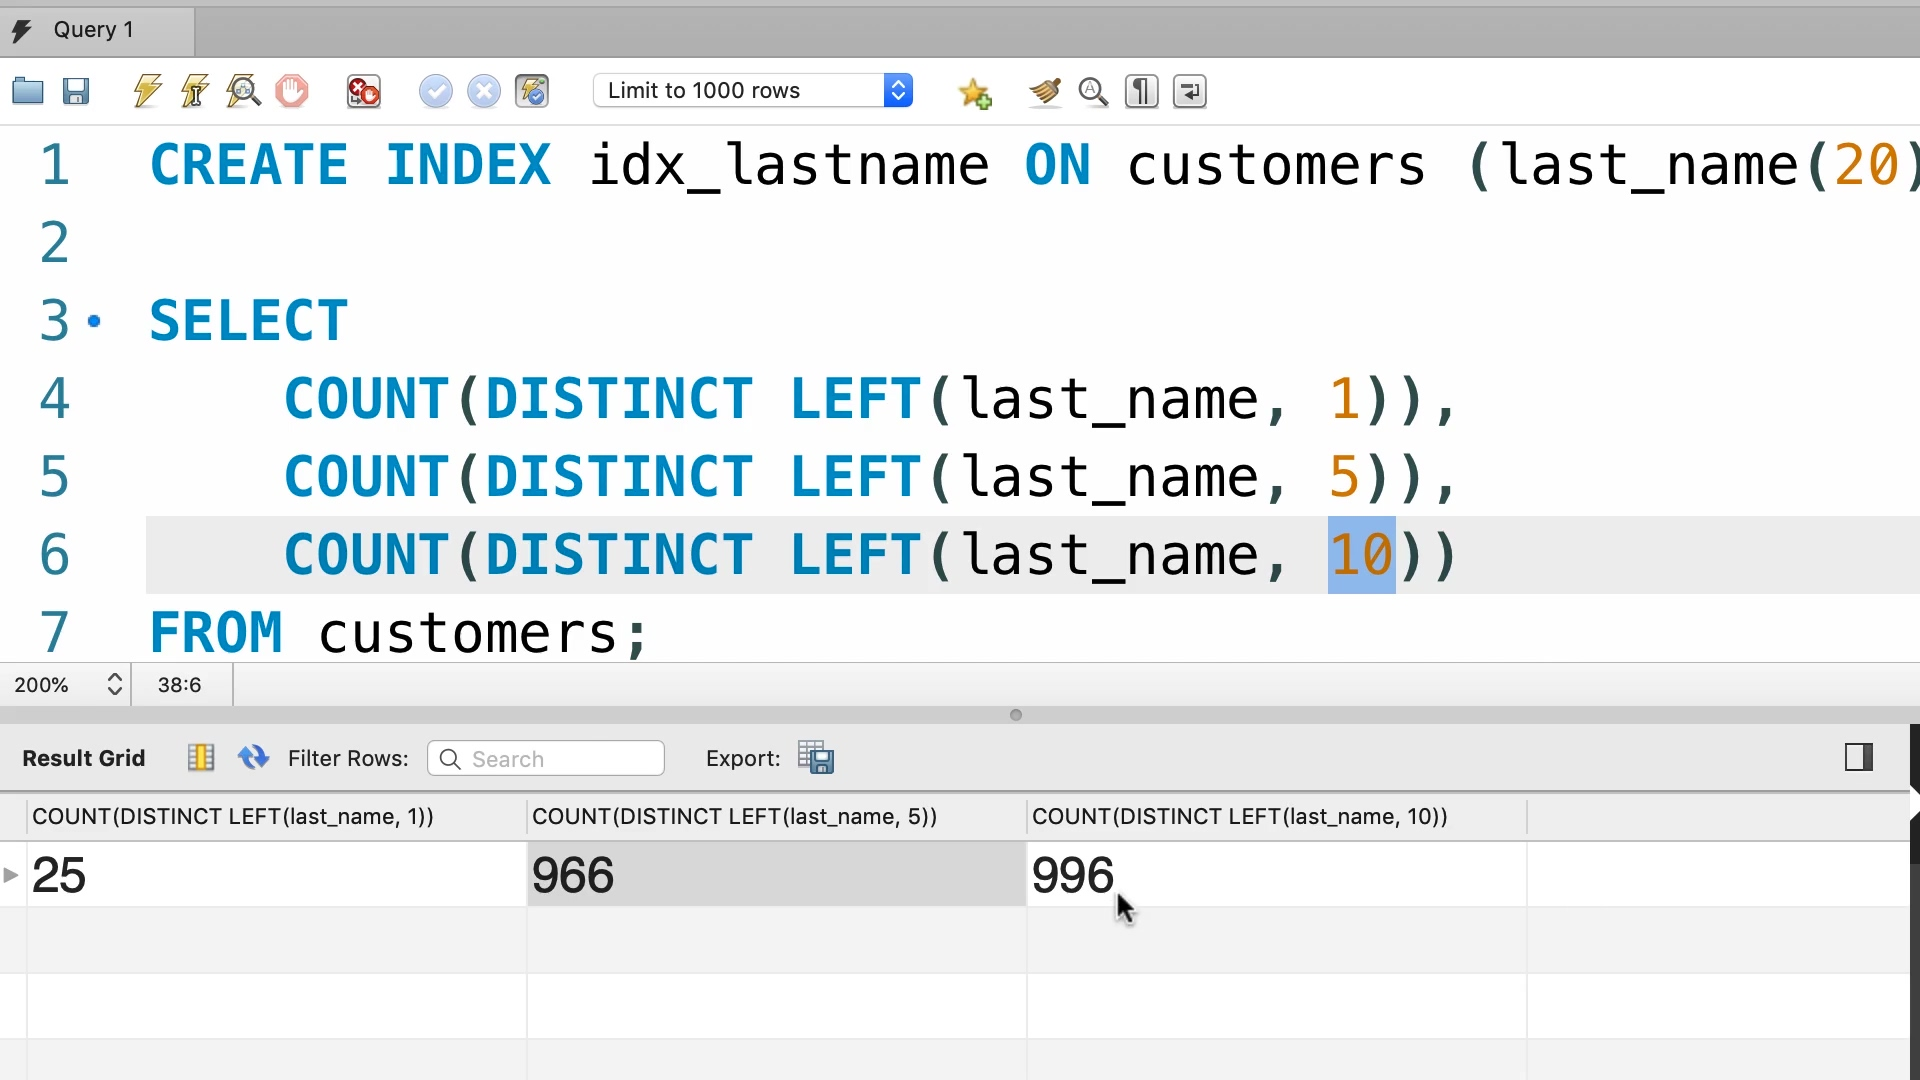 Query 1
Limit to 1000 rows
1 CREATE INDEX idx_lastname ON customers (last_name(20)
2
3 SELECT
4 COUNT(DISTINCT LEFT(last_name, 1)),
5 COUNT(DISTINCT LEFT(last_name, 5)),
6 COUNT(DISTINCT LEFT(last_name, 10))
7 FROM customers;
200% 38:6
Result Grid Filter Rows: Search Export:
COUNT(DISTINCT LEFT(last_name, 1)) COUNT(DISTINCT LEFT(last_name, 5)) COUNT(DISTINCT LEFT(last_name, 10))
25 966 996